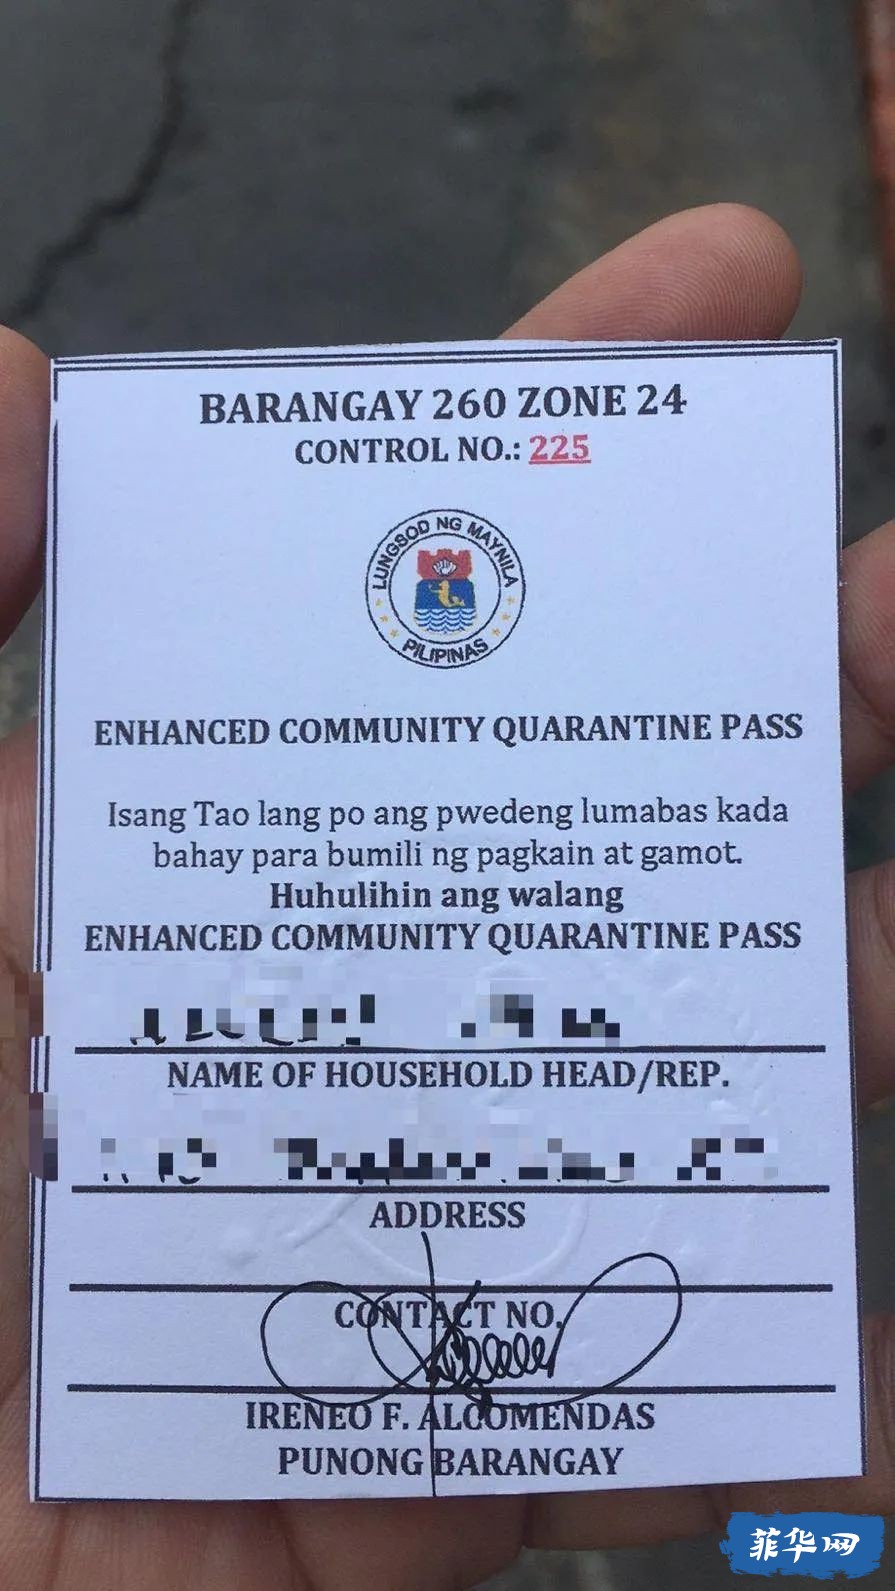 BARANGAY 260 ZONE 24
CONTROL NO.: 225
LUNGSOD NG MAYNILA
PILIPINAS
ENHANCED COMMUNITY QUARANTINE PASS
Isang Tao lang po ang pwedeng lumabas kada
bahay para bumili ng pagkain at gamot.
Huhulihin ang walang
ENHANCED COMMUNITY QUARANTINE PASS
NAME OF HOUSEHOLD HEAD/REP.
ADDRESS
CONTACT NO.
IRENEO F. ALCOMENDAS
PUNONG BARANGAY
菲华网